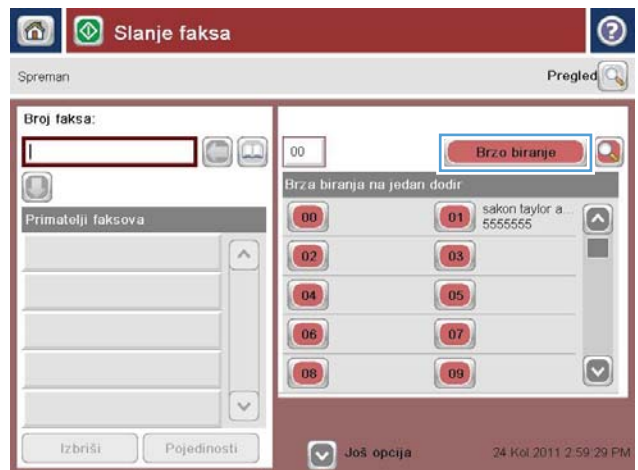 Slanje faksa
Spreman
Pregled
Broj faksa:
00
Brzo biranje
Brza biranja na jedan dodir
Primatelji faksova
00
01
sakon taylor a...
5555555
02
03
04
05
06
07
08
09
Izbriši
Pojedinosti
Još opcija
24 Kol 2011 2:59:29 PM